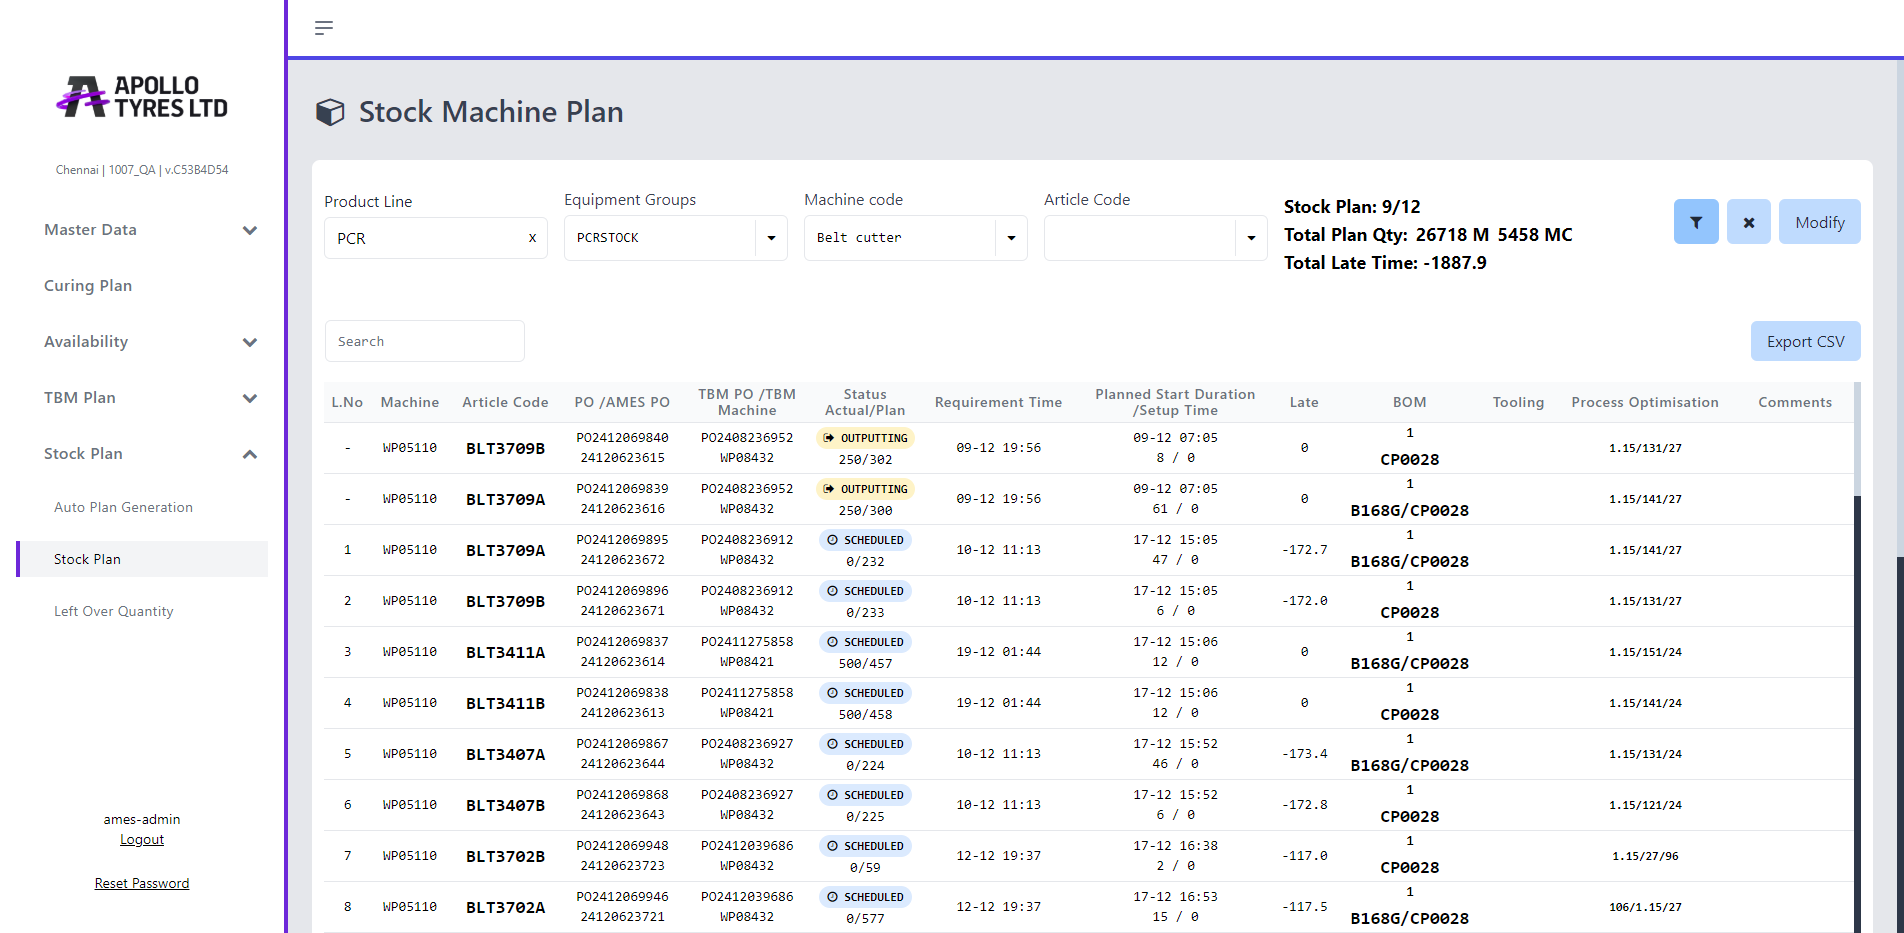 APOLLO
TYRES LTD
Chennai | 1007_QA | v.C53B4D54
Master Data
Curing Plan
Availability
TBM Plan
Stock Plan
Auto Plan Generation
Stock Plan
Left Over Quantity
ames-admin
Logout
Reset Password
Stock Machine Plan
Product Line
PCR x
Equipment Groups
PCRSTOCK
Machine code
Belt cutter
Article Code
Stock Plan: 9/12
Total Plan Qty: 26718 M 5458 MC
Total Late Time: -1887.9
Modify
Search
Export CSV
L.No Machine Article Code PO /AMES PO TBM PO /TBM Machine Status Actual/Plan Requirement Time Planned Start Duration /Setup Time Late BOM Tooling Process Optimisation Comments
- WP05110 BLT3709B PO2412069840 24120623615 PO2408236952 WP08432 OUTPUTTING 250/302 09-12 19:56 09-12 07:05 8 / 0 0 1 CP0028 1.15/131/27
- WP05110 BLT3709A PO2412069839 24120623616 PO2408236952 WP08432 OUTPUTTING 250/300 09-12 19:56 09-12 07:05 61 / 0 0 1 B168G/CP0028 1.15/141/27
1 WP05110 BLT3709A PO2412069895 24120623672 PO2408236912 WP08432 SCHEDULED 0/232 10-12 11:13 17-12 15:05 47 / 0 -172.7 1 B168G/CP0028 1.15/141/27
2 WP05110 BLT3709B PO2412069896 24120623671 PO2408236912 WP08432 SCHEDULED 0/233 10-12 11:13 17-12 15:05 6 / 0 -172.0 1 CP0028 1.15/131/27
3 WP05110 BLT3411A PO2412069837 24120623614 PO2411275858 WP08421 SCHEDULED 500/457 19-12 01:44 17-12 15:06 12 / 0 0 1 B168G/CP0028 1.15/151/24
4 WP05110 BLT3411B PO2412069838 24120623613 PO2411275858 WP08421 SCHEDULED 500/458 19-12 01:44 17-12 15:06 12 / 0 0 1 CP0028 1.15/141/24
5 WP05110 BLT3407A PO2412069867 24120623644 PO2408236927 WP08432 SCHEDULED 0/224 10-12 11:13 17-12 15:52 46 / 0 -173.4 1 B168G/CP0028 1.15/131/24
6 WP05110 BLT3407B PO2412069868 24120623643 PO2408236927 WP08432 SCHEDULED 0/225 10-12 11:13 17-12 15:52 6 / 0 -172.8 1 CP0028 1.15/121/24
7 WP05110 BLT3702B PO2412069948 24120623723 PO2412039686 WP08432 SCHEDULED 0/59 12-12 19:37 17-12 16:38 2 / 0 -117.0 1 CP0028 1.15/27/96
8 WP05110 BLT3702A PO2412069946 24120623721 PO2412039686 WP08432 SCHEDULED 0/577 12-12 19:37 17-12 16:53 15 / 0 -117.5 1 B168G/CP0028 106/1.15/27